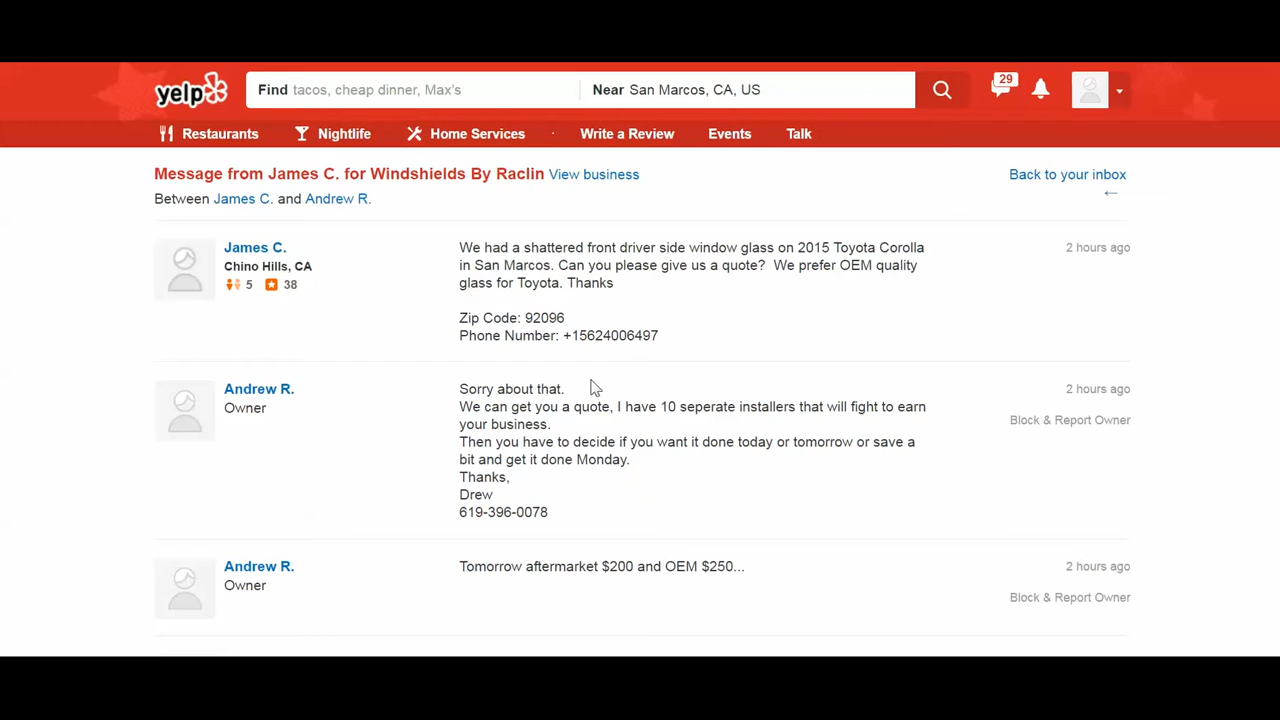 yelp
Find tacos, cheap dinner, Max's
Near San Marcos, CA, US
29
Restaurants
Nightlife
Home Services
Write a Review
Events
Talk
Message from James C. for Windshields By Raclin View business
Back to your inbox
←
Between James C. and Andrew R.
James C.
Chino Hills, CA
5 38
We had a shattered front driver side window glass on 2015 Toyota Corolla
in San Marcos. Can you please give us a quote? We prefer OEM quality
glass for Toyota. Thanks
Zip Code: 92096
Phone Number: +15624006497
2 hours ago
Andrew R.
Owner
Sorry about that.
We can get you a quote, I have 10 seperate installers that will fight to earn
your business.
Then you have to decide if you want it done today or tomorrow or save a
bit and get it done Monday.
Thanks,
Drew
619-396-0078
2 hours ago
Block & Report Owner
Andrew R.
Owner
Tomorrow aftermarket $200 and OEM $250...
2 hours ago
Block & Report Owner